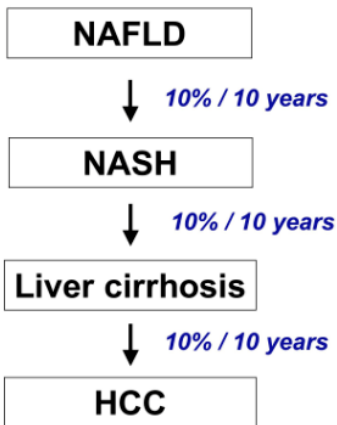 NAFLD
10% / 10 years
NASH
10% / 10 years
Liver cirrhosis
10% / 10 years
HCC